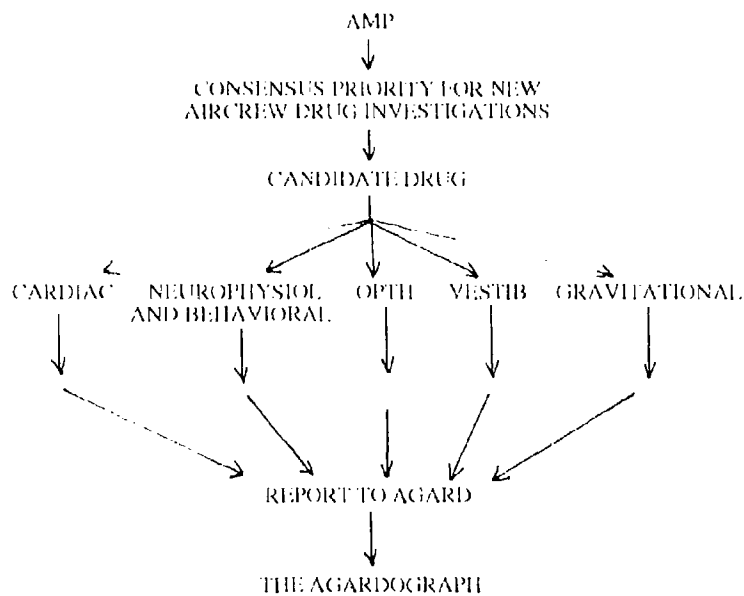 AMP
CONSENSUS PRIORITY FOR NEW
AIRCREW DRUG INVESTIGATIONS
CANDIDATE DRUG
CARDIAC NEUROPHYSIOL OPTH VESTIB GRAVITATIONAL
AND BEHAVIORAL
REPORT TO AGARD
THE AGARDOGRAPH